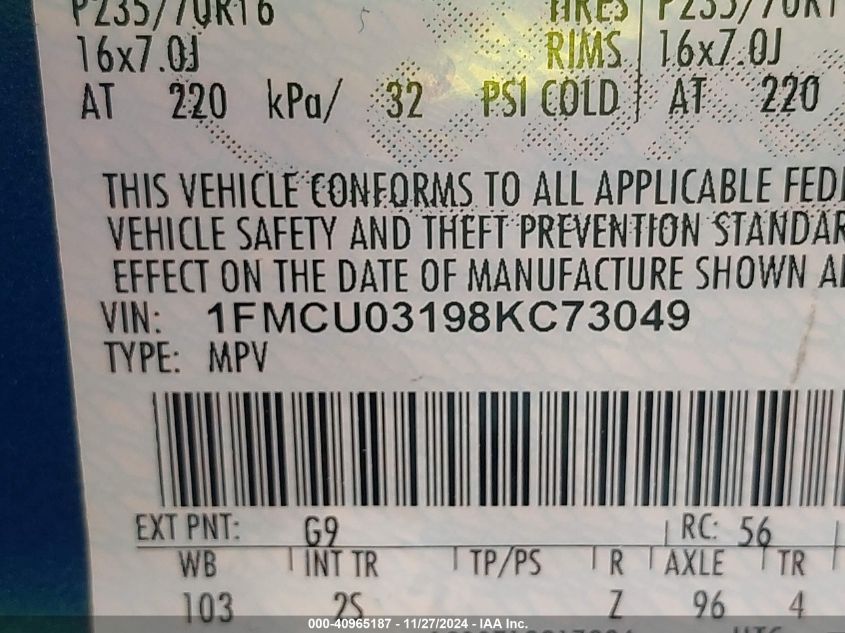 P235/70R16 TIRES P235/70R1
16x7.0J RIMS 16x7.0J
AT 220 kPa/ 32 PSI COLD AT 220
THIS VEHICLE CONFORMS TO ALL APPLICABLE FEDE
VEHICLE SAFETY AND THEFT PREVENTION STANDAR
EFFECT ON THE DATE OF MANUFACTURE SHOWN A
VIN: 1FMCU03198KC73049
TYPE: MPV
EXT PNT: G9 RC: 56
WB INT TR TP/PS R AXLE TR
103 2S Z 96 4
000-40965187 - 11/27/2024 - IAA Inc.